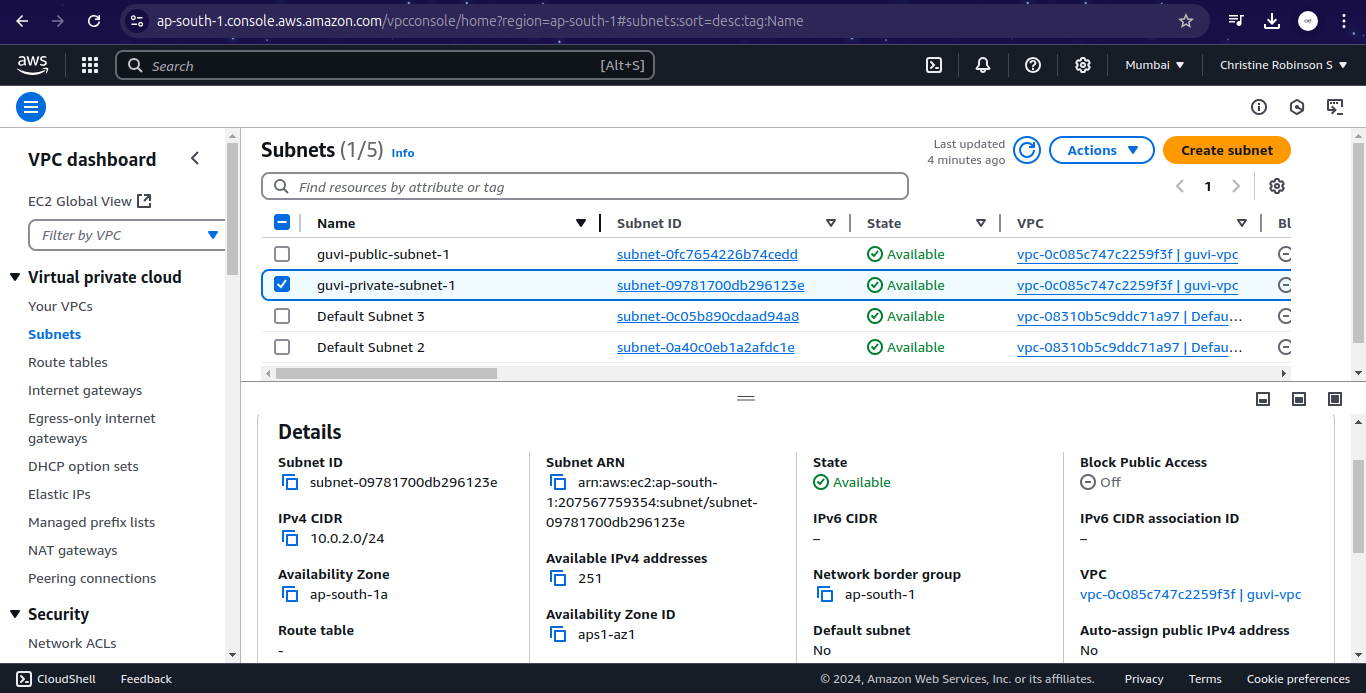 ap-south-1.console.aws.amazon.com/vpcconsole/home?region=ap-south-1#subnets:sort=desc:tag:Name
aws
Search
[Alt+S]
Mumbai
Christine Robinson S
VPC dashboard
EC2 Global View
Filter by VPC
Virtual private cloud
Your VPCs
Subnets
Route tables
Internet gateways
Egress-only internet
gateways
DHCP option sets
Elastic IPs
Managed prefix lists
NAT gateways
Peering connections
Security
Network ACLs
Subnets (1/5) Info
Last updated
4 minutes ago
Actions
Create subnet
Find resources by attribute or tag
1
Name Subnet ID State VPC Bl
guvi-public-subnet-1 subnet-0fc7654226b74cedd Available vpc-0c085c747c2259f3f | guvi-vpc
guvi-private-subnet-1 subnet-09781700db296123e Available vpc-0c085c747c2259f3f | guvi-vpc
Default Subnet 3 subnet-0c05b890cdaad94a8 Available vpc-08310b5c9ddc71a97 | Defau…
Default Subnet 2 subnet-0a40c0eb1a2afdc1e Available vpc-08310b5c9ddc71a97 | Defau…
Details
Subnet ID
subnet-09781700db296123e
IPv4 CIDR
10.0.2.0/24
Availability Zone
ap-south-1a
Route table
-
Subnet ARN
arn:aws:ec2:ap-south-
1:207567759354:subnet/subnet-
09781700db296123e
Available IPv4 addresses
251
Availability Zone ID
aps1-az1
State
Available
IPv6 CIDR
–
Network border group
ap-south-1
Default subnet
No
Block Public Access
Off
IPv6 CIDR association ID
–
VPC
vpc-0c085c747c2259f3f | guvi-vpc
Auto-assign public IPv4 address
No
CloudShell
Feedback
© 2024, Amazon Web Services, Inc. or its affiliates.
Privacy
Terms
Cookie preferences